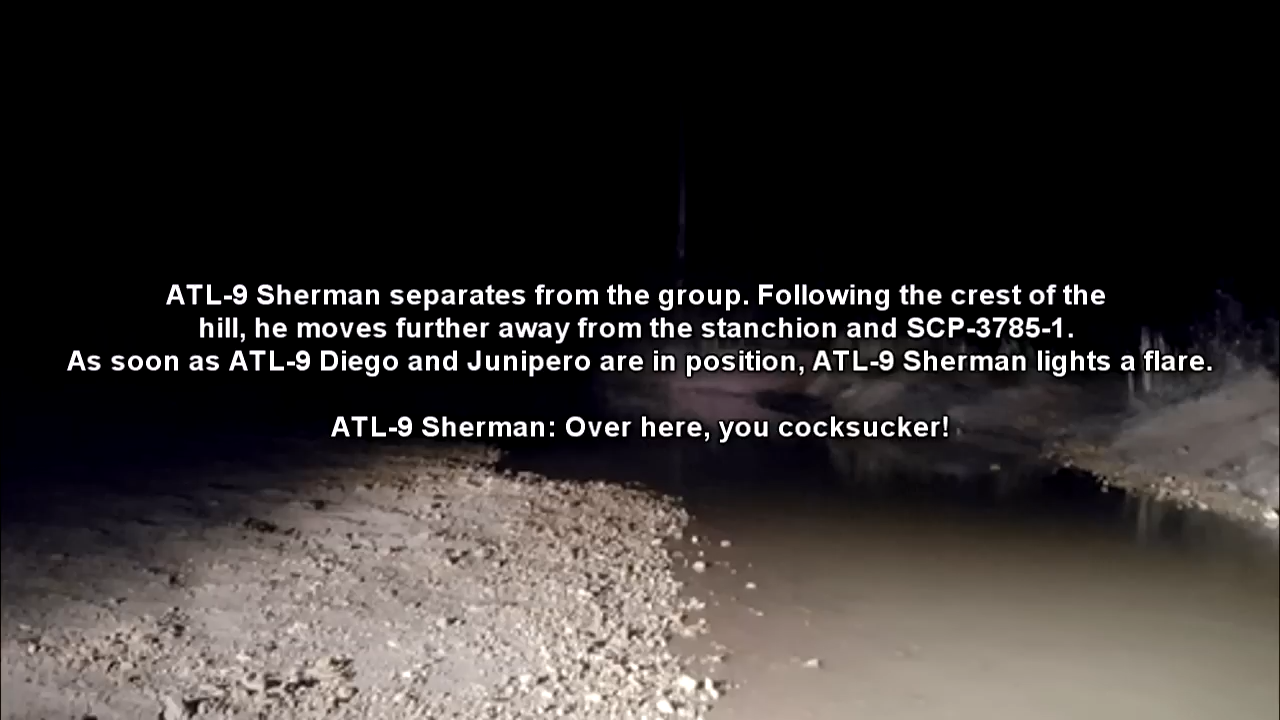 ATL-9 Sherman separates from the group. Following the crest of the
hill, he moves further away from the stanchion and SCP-3785-1.
As soon as ATL-9 Diego and Junipero are in position, ATL-9 Sherman lights a flare.
ATL-9 Sherman: Over here, you cocksucker!